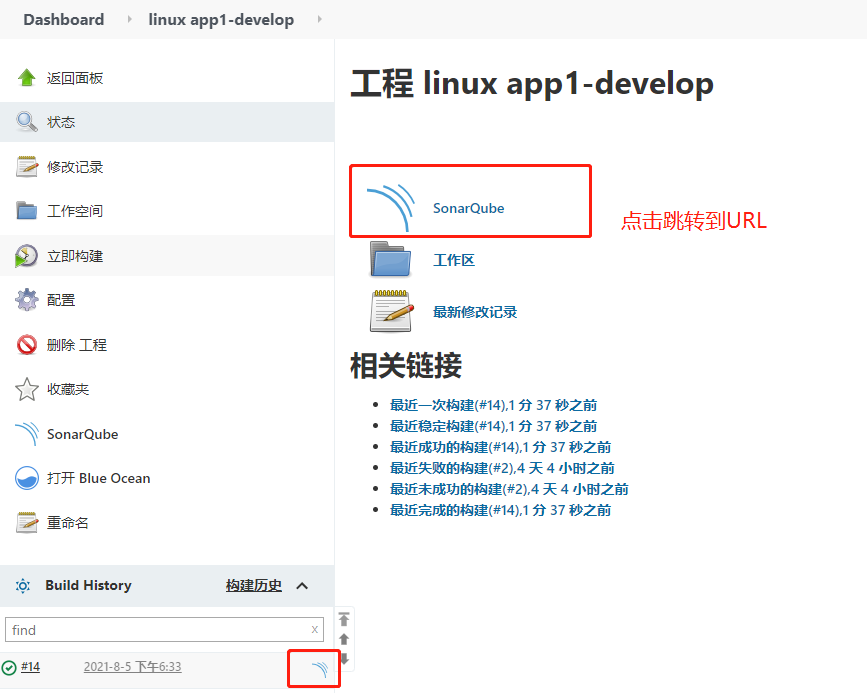 Dashboard linux app1-develop
返回面板
状态
修改记录
工作空间
立即构建
配置
删除 工程
收藏夹
SonarQube
打开 Blue Ocean
重命名
Build History 构建历史
find x
#14 2021-8-5 下午6:33
工程 linux app1-develop
SonarQube
点击跳转到URL
工作区
最新修改记录
相关链接
最近一次构建(#14),1 分 37 秒之前
最近稳定构建(#14),1 分 37 秒之前
最近成功的构建(#14),1 分 37 秒之前
最近失败的构建(#2),4 天 4 小时之前
最近未成功的构建(#2),4 天 4 小时之前
最近完成的构建(#14),1 分 37 秒之前